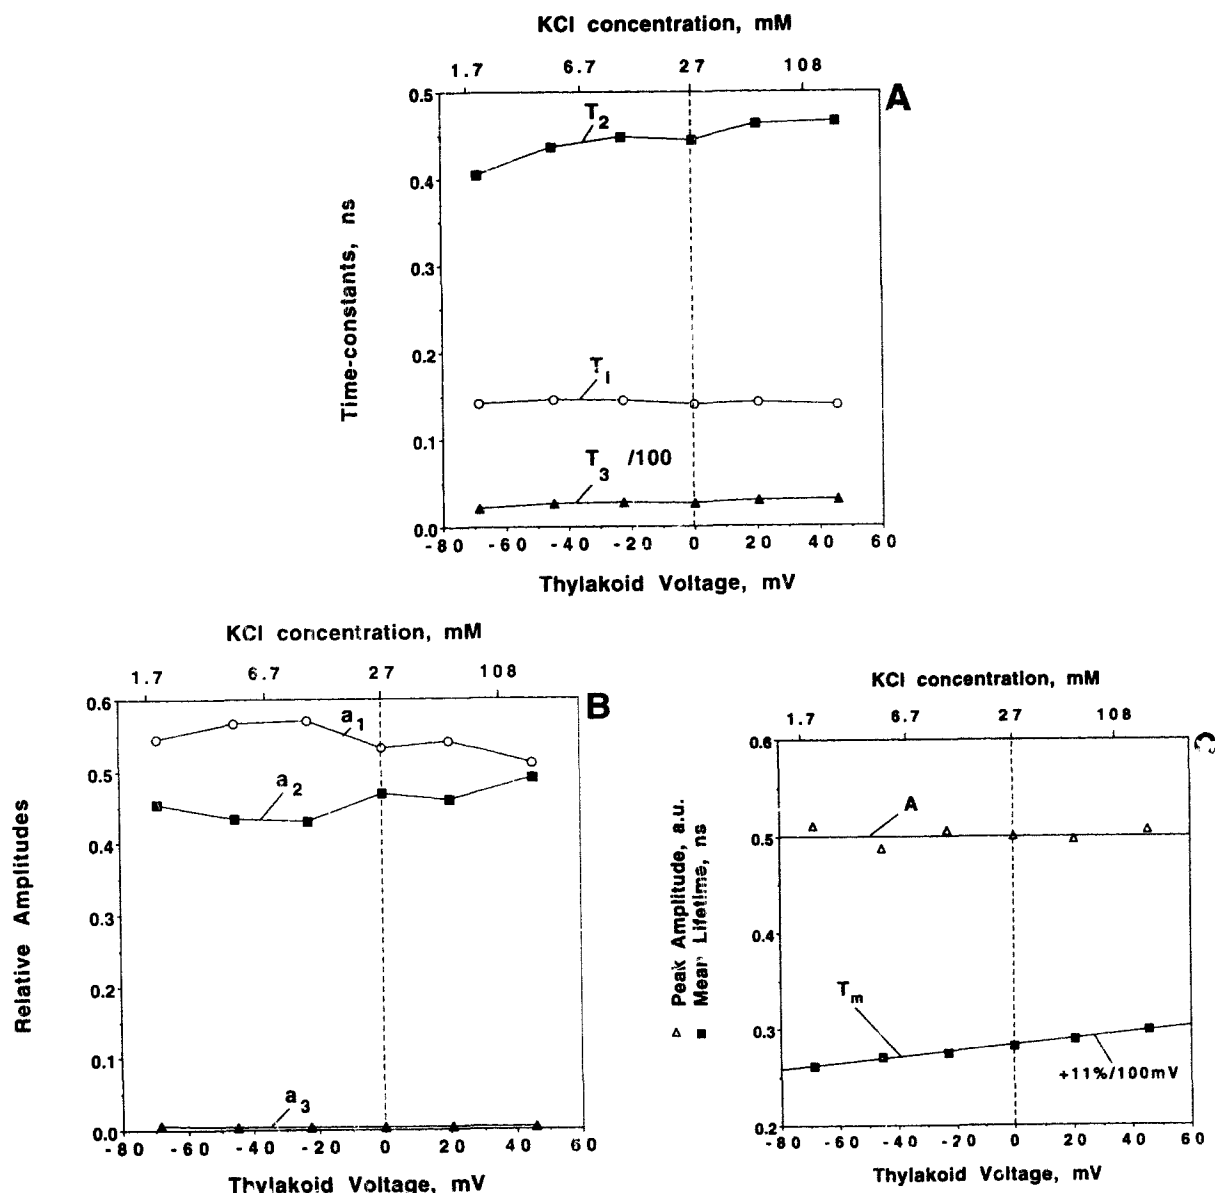 KCl concentration, mM
1.7 6.7 27 108
A
0.5
T2
0.4
0.3
Time-constants, ns
0.2
T1
0.1
T3 /100
0.0
-80 -60 -40 -20 0 20 40 60
Thylakoid Voltage, mV
KCl concentration, mM
1.7 6.7 27 108
B
0.6
a1
0.5
a2
0.4
0.3
Relative Amplitudes
0.2
0.1
a3
0.0
-80 -60 -40 -20 0 20 40 60
Thylakoid Voltage, mV
KCl concentration, mM
1.7 6.7 27 108
C
0.6
A
0.5
△ Peak Amplitude, a.u.
■ Mean Lifetime, ns
0.4
Tm
0.3
+11%/100mV
0.2
-80 -60 -40 -20 0 20 40 60
Thylakoid Voltage, mV